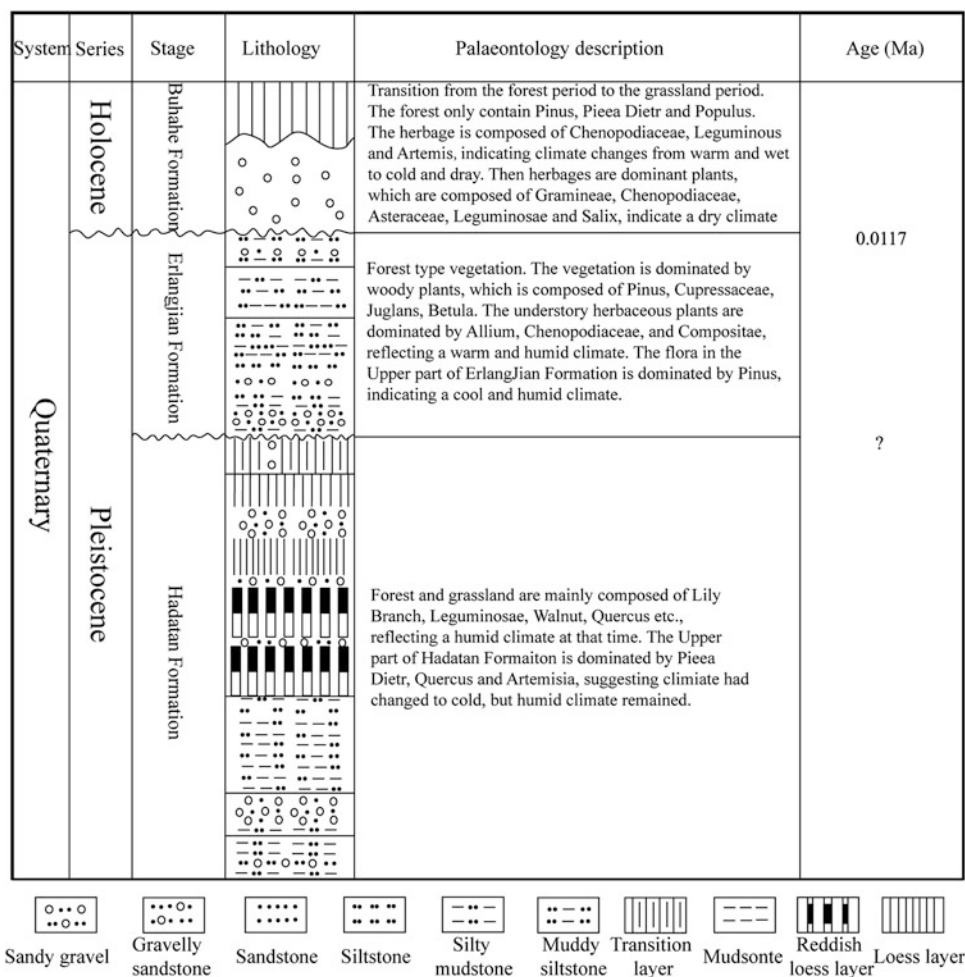 System Series Stage Lithology Palaeontology description Age (Ma)
Quaternary
Holocene
Pleistocene
Buhahe Formation
Erlangjian Formation
Hadatan Formation
Transition from the forest period to the grassland period.
The forest only contain Pinus, Pieea Dietr and Populus.
The herbage is composed of Chenopodiaceae, Leguminous
and Artemis, indicating climate changes from warm and wet
to cold and dray. Then herbages are dominant plants,
which are composed of Gramineae, Chenopodiaceae,
Asteraceae, Leguminosae and Salix, indicate a dry climate
0.0117
Forest type vegetation. The vegetation is dominated by
woody plants, which is composed of Pinus, Cupressaceae,
Juglans, Betula. The understory herbaceous plants are
dominated by Allium, Chenopodiaceae, and Compositae,
reflecting a warm and humid climate. The flora in the
Upper part of ErlangJian Formation is dominated by Pinus,
indicating a cool and humid climate.
?
Forest and grassland are mainly composed of Lily
Branch, Leguminosae, Walnut, Quercus etc.,
reflecting a humid climate at that time. The Upper
part of Hadatan Formaiton is dominated by Pieea
Dietr, Quercus and Artemisia, suggesting climiate had
changed to cold, but humid climate remained.
Sandy gravel
Gravelly
sandstone
Sandstone
Siltstone
Silty
mudstone
Muddy
siltstone
Transition
layer
Mudsonte
Reddish
loess layer
Loess layer